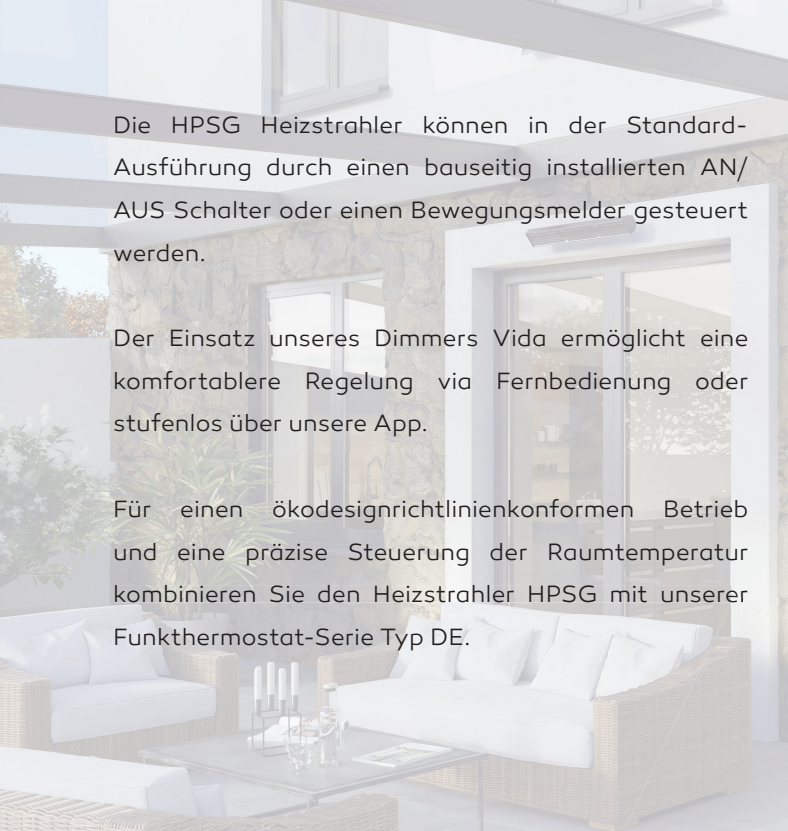 Die HPSG Heizstrahler können in der Standard-
Ausführung durch einen bauseitig installierten AN/
AUS Schalter oder einen Bewegungsmelder gesteuert
werden.
Der Einsatz unseres Dimmers Vida ermöglicht eine
komfortablere Regelung via Fernbedienung oder
stufenlos über unsere App.
Für einen ökodesignrichtlinienkonformen Betrieb
und eine präzise Steuerung der Raumtemperatur
kombinieren Sie den Heizstrahler HPSG mit unserer
Funkthermostat-Serie Typ DE.